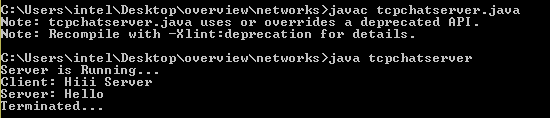 C:\Users\intel\Desktop\overview\networks>javac tcpchatserver.java
Note: tcpchatserver.java uses or overrides a deprecated API.
Note: Recompile with -Xlint:deprecation for details.
C:\Users\intel\Desktop\overview\networks>java tcpchatserver
Server is Running...
Client: Hiii Server
Server: Hello
Terminated...